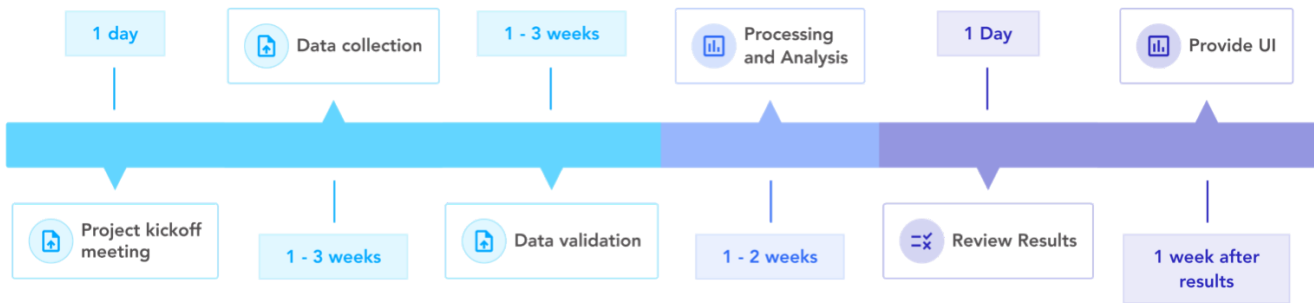 1 day
Data collection
1 - 3 weeks
Processing
and Analysis
1 Day
Provide UI
Project kickoff
meeting
1 - 3 weeks
Data validation
1 - 2 weeks
Review Results
1 week after
results